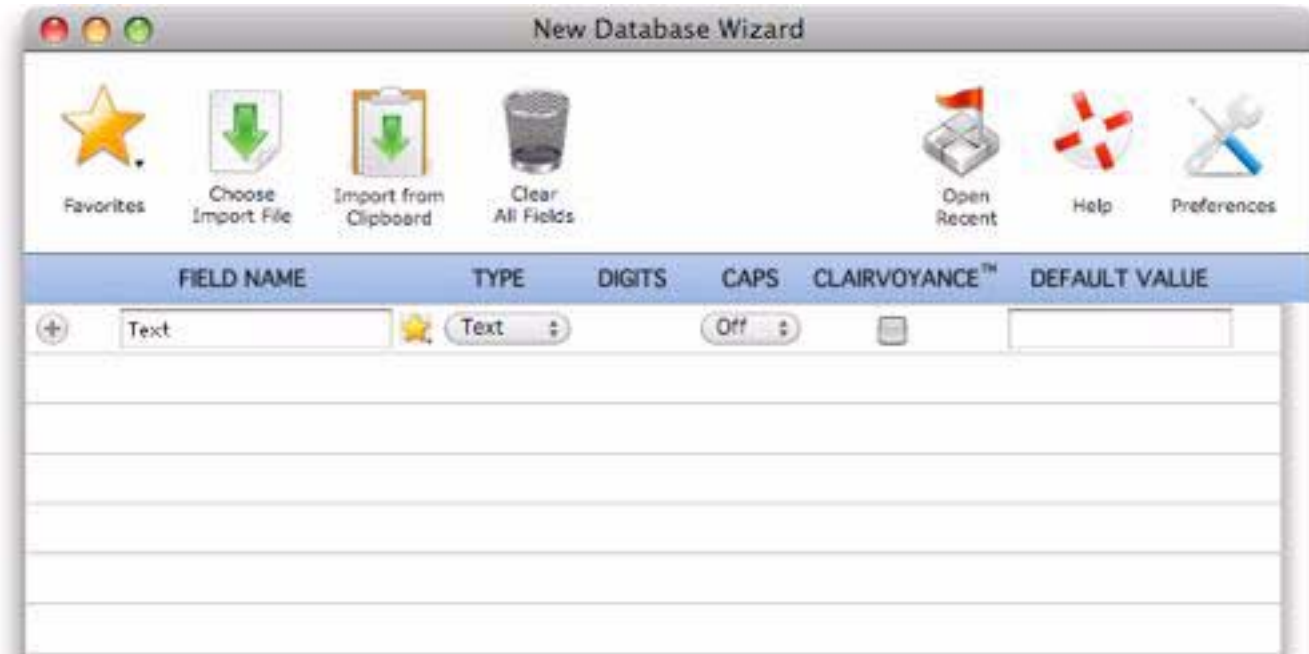 New Database Wizard
Favorites
Choose
Import File
Import from
Clipboard
Clear
All Fields
Open
Recent
Help
Preferences
FIELD NAME TYPE DIGITS CAPS CLAIRVOYANCE™ DEFAULT VALUE
Text Text Off